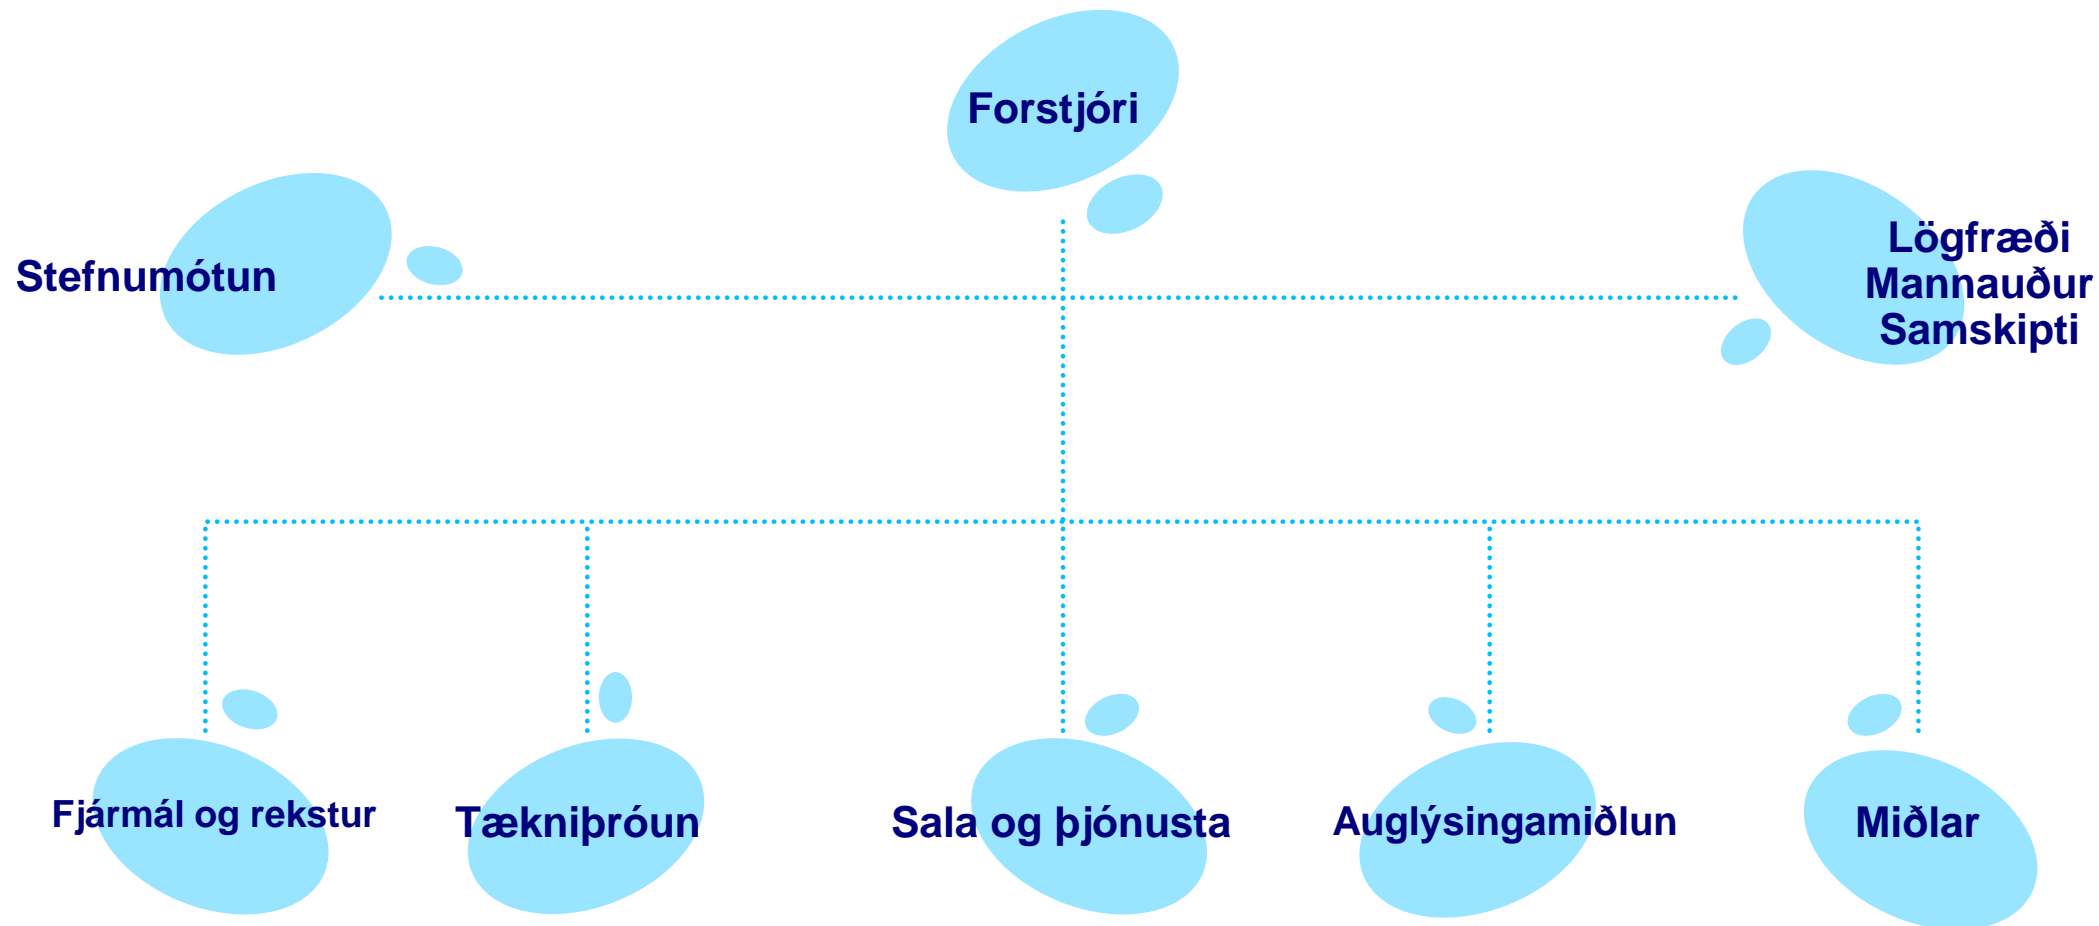 Forstjóri
Stefnumótun
Lögfræði
Mannauður
Samskipti
Fjármál og rekstur
Tækniþróun
Sala og þjónusta
Auglýsingamiðlun
Miðlar